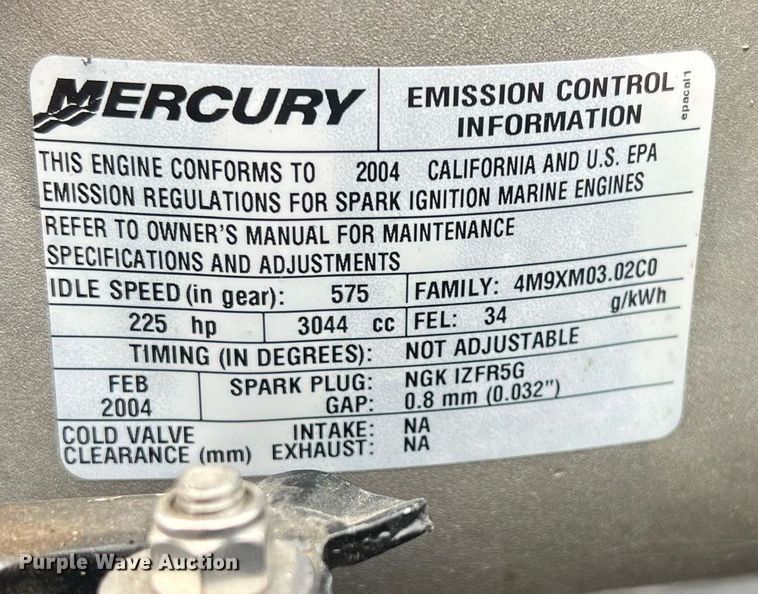 MERCURY
EMISSION CONTROL
INFORMATION
epacal1
THIS ENGINE CONFORMS TO 2004 CALIFORNIA AND U.S. EPA
EMISSION REGULATIONS FOR SPARK IGNITION MARINE ENGINES
REFER TO OWNER'S MANUAL FOR MAINTENANCE
SPECIFICATIONS AND ADJUSTMENTS
IDLE SPEED (in gear): 575 FAMILY: 4M9XM03.02C0
225 hp 3044 cc FEL: 34 g/kWh
TIMING (IN DEGREES): NOT ADJUSTABLE
FEB SPARK PLUG: NGK IZFR5G
2004 GAP: 0.8 mm (0.032")
COLD VALVE INTAKE: NA
CLEARANCE (mm) EXHAUST: NA
Purple Wave Auction